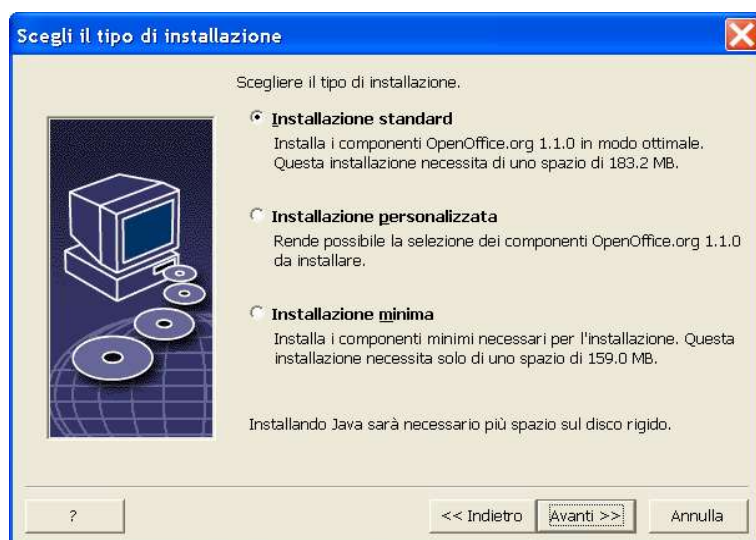 Scegli il tipo di installazione
Scegliere il tipo di installazione.
Installazione standard
Installa i componenti OpenOffice.org 1.1.0 in modo ottimale.
Questa installazione necessita di uno spazio di 183.2 MB.
Installazione personalizzata
Rende possibile la selezione dei componenti OpenOffice.org 1.1.0
da installare.
Installazione minima
Installa i componenti minimi necessari per l'installazione. Questa
installazione necessita solo di uno spazio di 159.0 MB.
Installando Java sarà necessario più spazio sul disco rigido.
?
<< Indietro
Avanti >>
Annulla